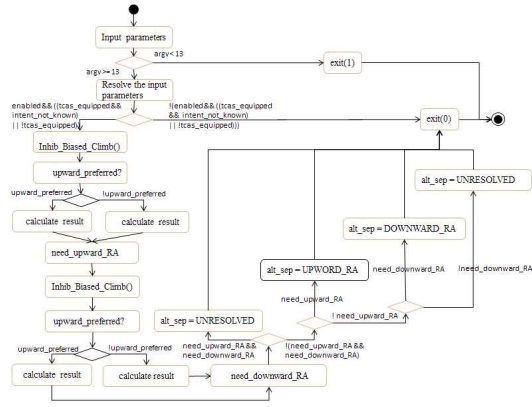 Input parameters
argv< 13
argv>= 13
exit(1)
Resolve the input
parameters
enabled&& ((tcas_equipped&&
intent_not_known)
|| !tcas_equipped)
!(enabled&& ((tcas_equipped
&& intent_not_known)
|| !tcas_equipped)))
exit(0)
Inhib_Biased_Climb()
upward_preferred?
upward_preferred
!upward_preferred
calculate result
calculate result
need_upward_RA
Inhib_Biased_Climb()
upward_preferred?
upward_preferred
!upward_preferred
calculate result
calculate result
need_downward_RA
alt_sep = UNRESOLVED
need_upward_RA &&
need_downward_RA
!(need_upward_RA &&
need_downward_RA)
alt_sep = UPWORD_RA
need_upward_RA
! need_upward_RA
alt_sep = DOWNWARD_RA
need_downward_RA
!need_downward_RA
alt_sep = UNRESOLVED